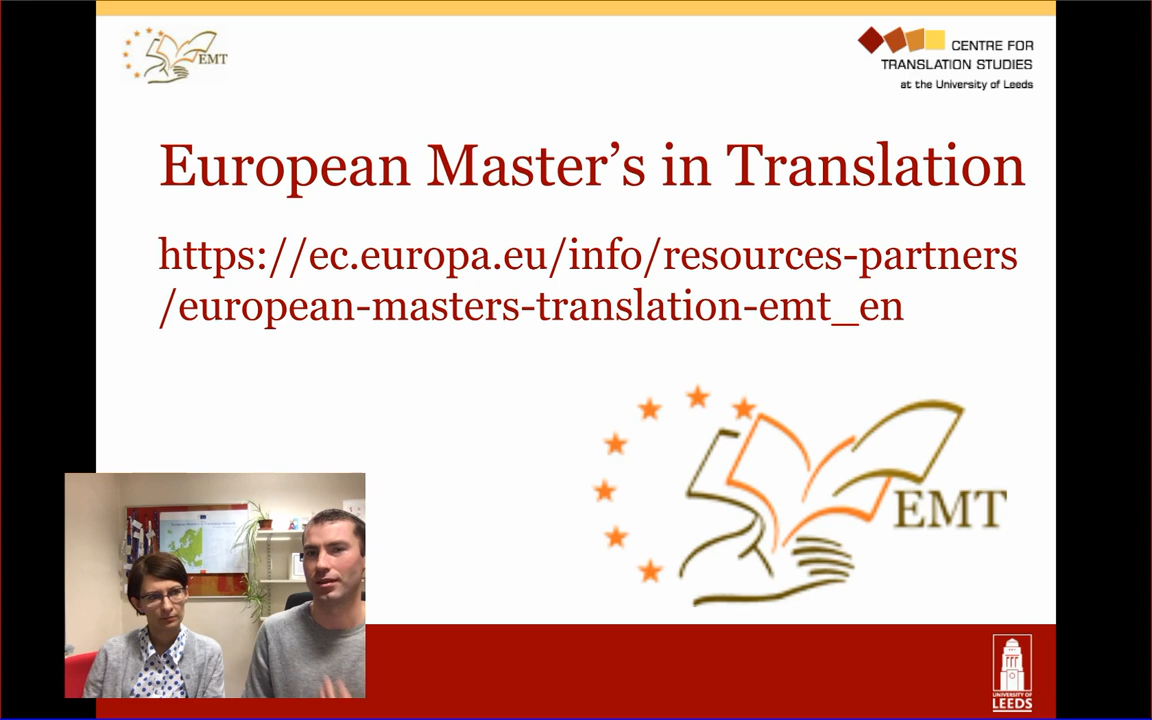 EMT
CENTRE FOR
TRANSLATION STUDIES
at the University of Leeds
European Master's in Translation
https://ec.europa.eu/info/resources-partners
/european-masters-translation-emt_en
EMT
UNIVERSITY OF
LEEDS